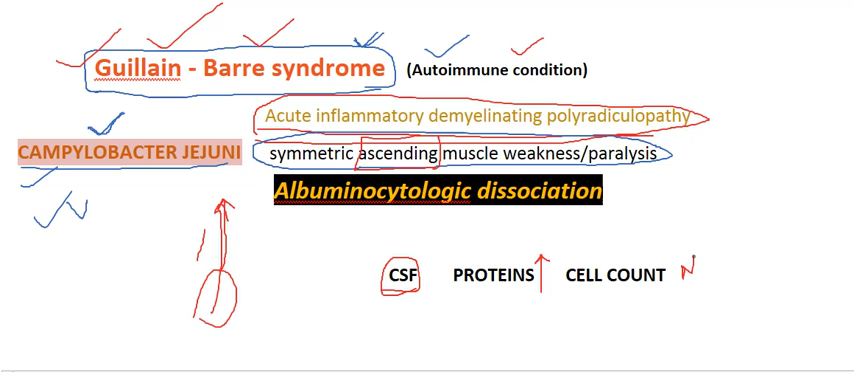 Guillain - Barre syndrome (Autoimmune condition)
Acute inflammatory demyelinating polyradiculopathy
CAMPYLOBACTER JEJUNI symmetric ascending muscle weakness/paralysis
Albuminocytologic dissociation
CSF PROTEINS ↑ CELL COUNT N